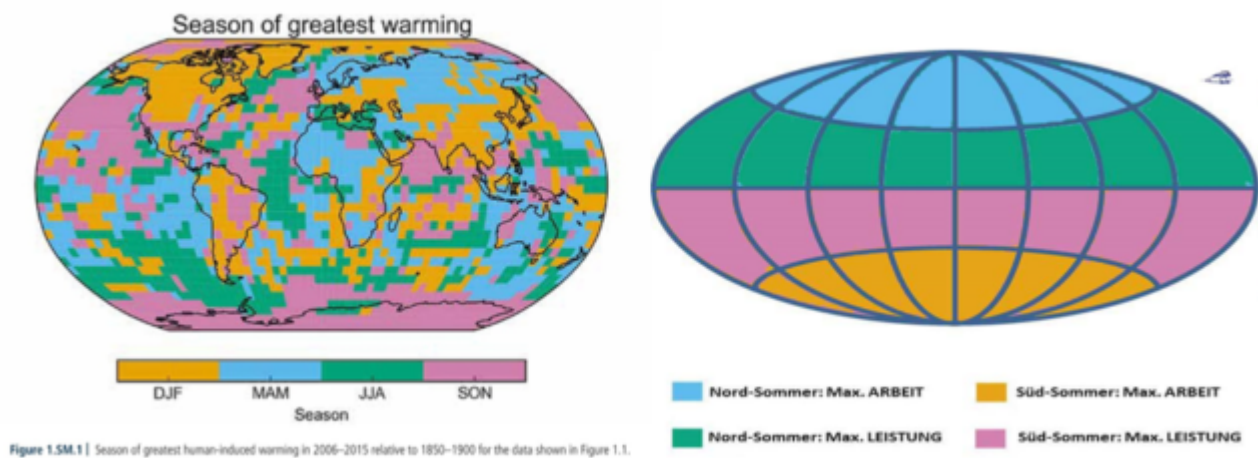 Season of greatest warming
DJF
MAM
JJA
SON
Season
Figure 1.SM.1 | Season of greatest human-induced warming in 2006–2015 relative to 1850–1900 for the data shown in Figure 1.1.
Nord-Sommer: Max. ARBEIT
Süd-Sommer: Max. ARBEIT
Nord-Sommer: Max. LEISTUNG
Süd-Sommer: Max. LEISTUNG